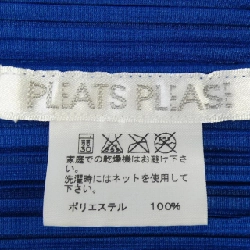 PLEATS PLEASE
家庭での乾燥機はお避け下さ
い。
洗濯時にはネットを使用して
下さい。
ポリエステル 100%